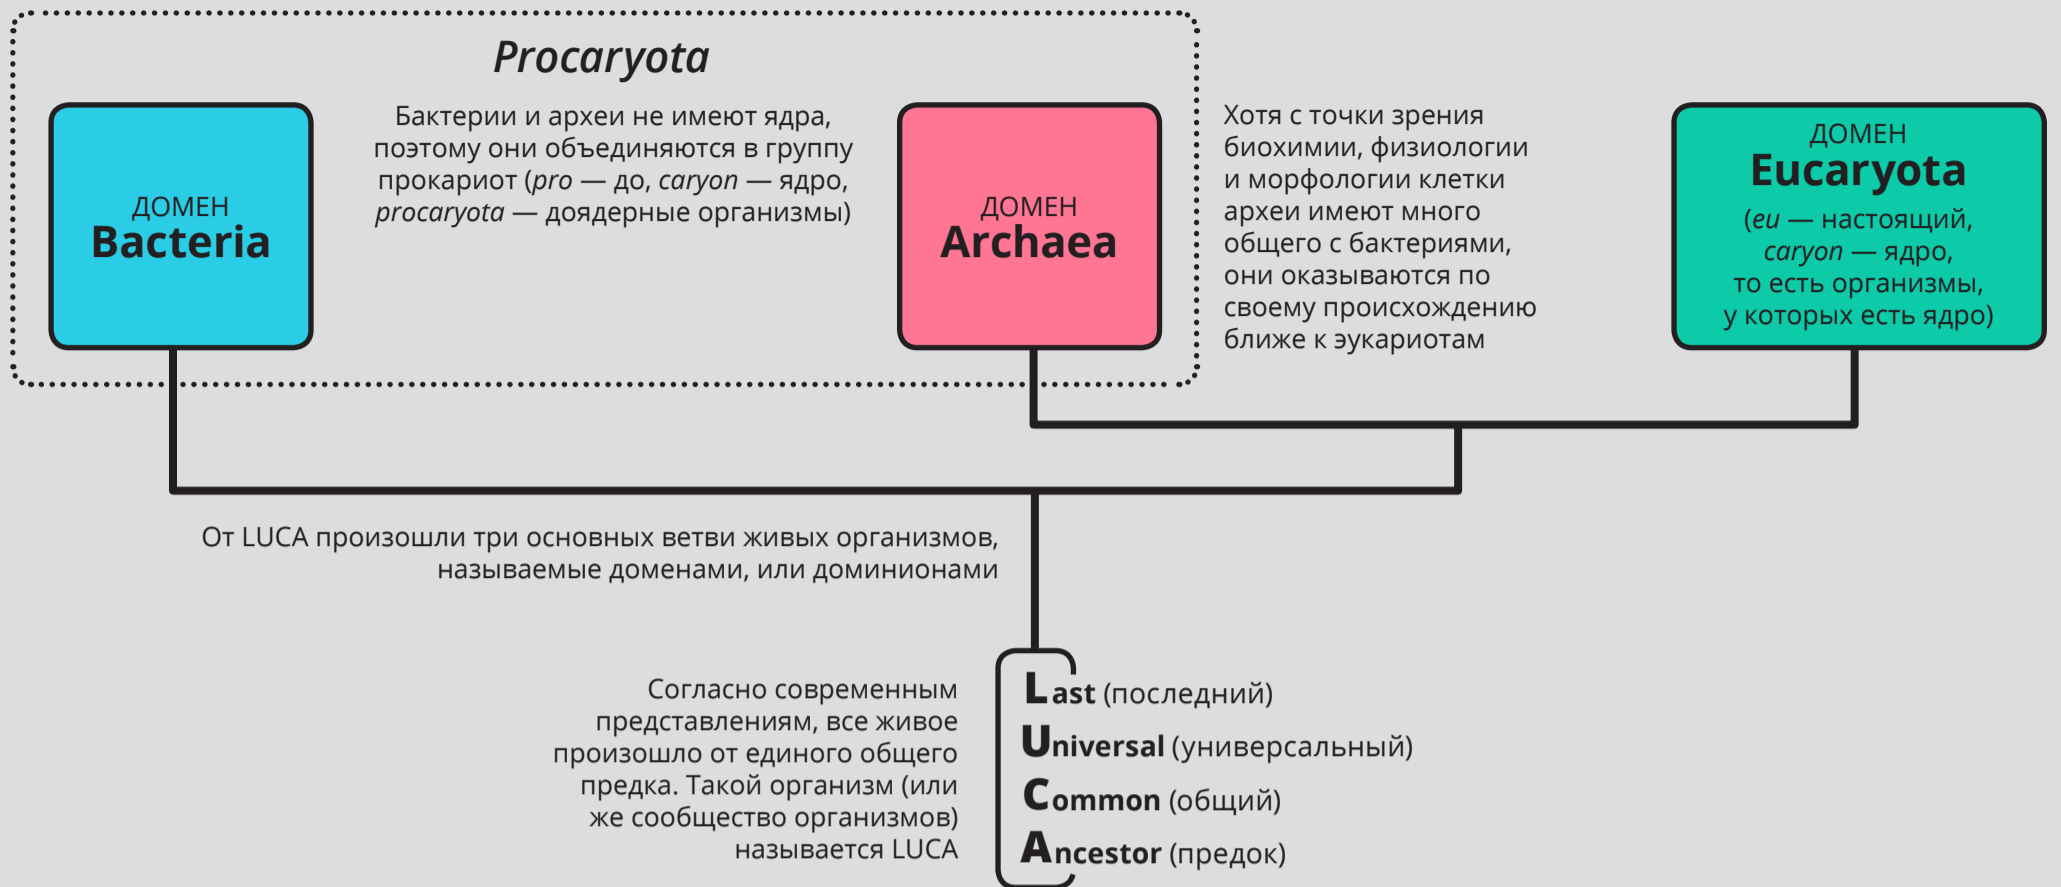 Procaryota
Бактерии и археи не имеют ядра,
поэтому они объединяются в группу
прокариот (pro — до, caryon — ядро,
procaryota — доядерные организмы)
ДОМЕН
Bacteria
ДОМЕН
Archaea
Хотя с точки зрения
биохимии, физиологии
и морфологии клетки
археи имеют много
общего с бактериями,
они оказываются по
своему происхождению
ближе к эукариотам
ДОМЕН
Eucaryota
(eu — настоящий,
caryon — ядро,
то есть организмы,
у которых есть ядро)
От LUCA произошли три основных ветви живых организмов,
называемые доменами, или доминионами
Согласно современным
представлениям, все живое
произошло от единого общего
предка. Такой организм (или
же сообщество организмов)
называется LUCA
Last (последний)
Universal (универсальный)
Common (общий)
Ancestor (предок)